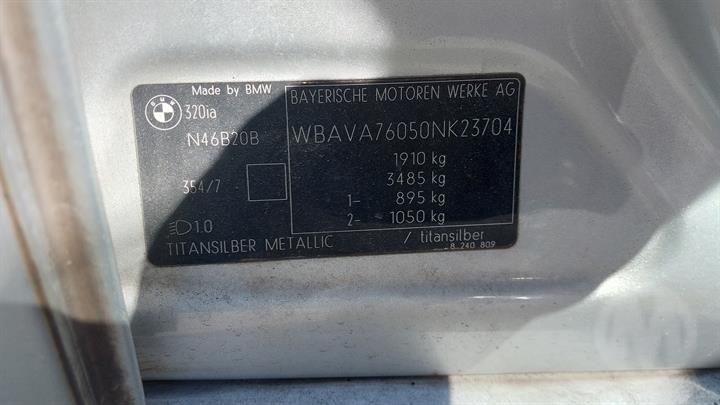 Made by BMW
BMW
320ia
N46B20B
354/7
1.0
TITANSILBER METALLIC / titansilber
BAYERISCHE MOTOREN WERKE AG
WBAVA76050NK23704
1910 kg
3485 kg
1- 895 kg
2- 1050 kg
8 240 809
M